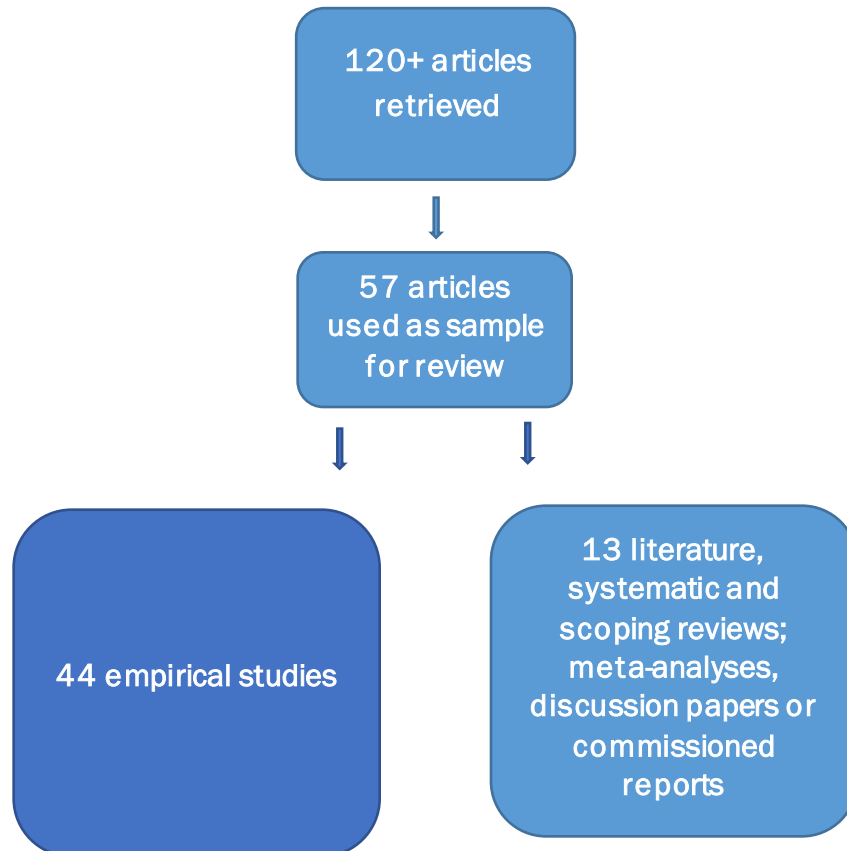 120+ articles
retrieved
57 articles
used as sample
for review
44 empirical studies
13 literature,
systematic and
scoping reviews;
meta-analyses,
discussion papers or
commissioned
reports